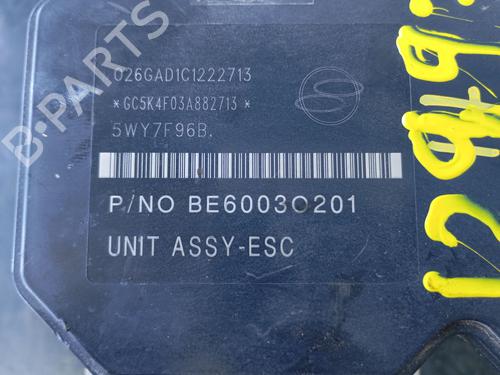 B-PARTS
026GAD1C1222713
*GC5K4F03A882713*
5WY7F96B.
P/NO BE60030201
UNIT ASSY-ESC